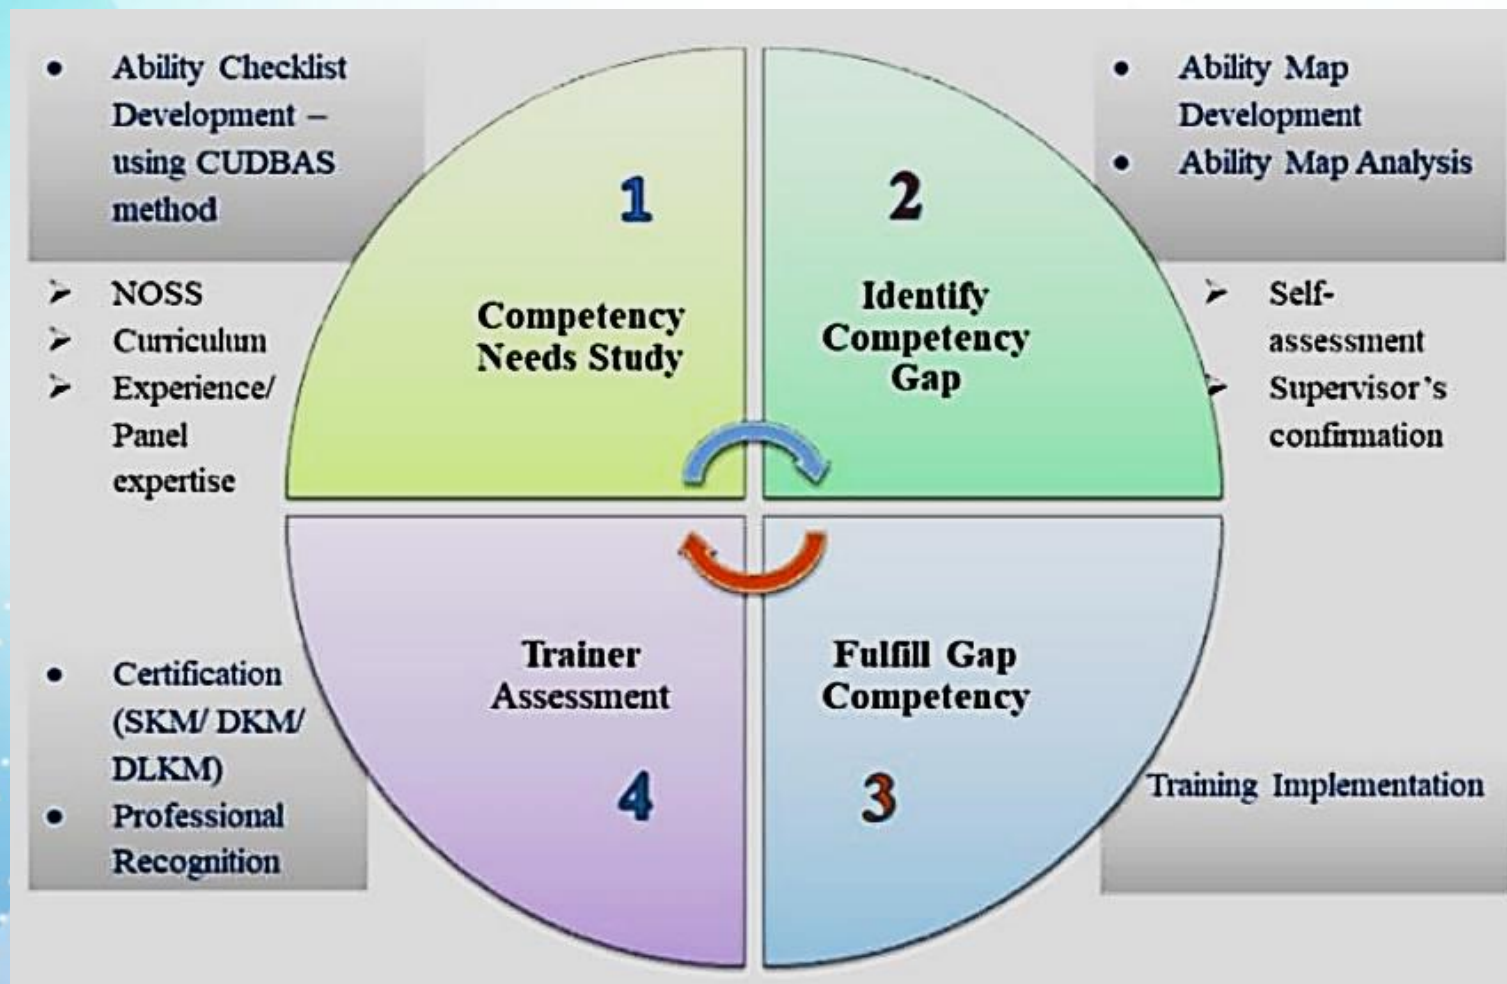 • Ability Checklist
Development –
using CUDBAS
method
➢ NOSS
➢ Curriculum
➢ Experience/
Panel
expertise
1
Competency
Needs Study
2
Identify
Competency
Gap
• Ability Map
Development
• Ability Map Analysis
➢ Self-
assessment
➢ Supervisor's
confirmation
Fulfill Gap
Competency
3
Training Implementation
Trainer
Assessment
4
• Certification
(SKM/ DKM/
DLKM)
• Professional
Recognition